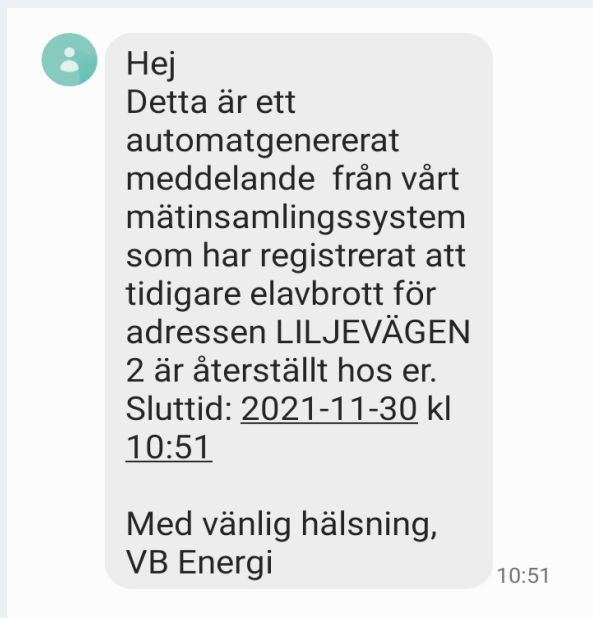 Hej
Detta är ett
automatgenererat
meddelande  från vårt
mätinsamlingssystem
som har registrerat att
tidigare elavbrott för
adressen LILJEVÄGEN
2 är återställt hos er.
Sluttid: 2021-11-30 kl
10:51

Med vänlig hälsning,
VB Energi
10:51